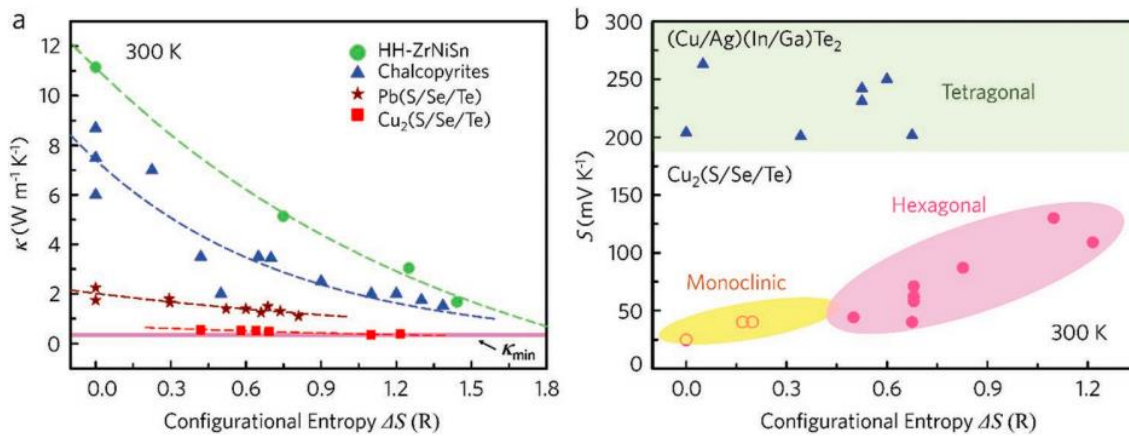 a
300 K
HH-ZrNiSn
Chalcopyrites
Pb(S/Se/Te)
Cu₂(S/Se/Te)
12
10
8
6
4
2
0
κ (W m⁻¹ K⁻¹)
κmin
0.0 0.3 0.6 0.9 1.2 1.5 1.8
Configurational Entropy ΔS (R)
b
300
250
200
150
100
50
0
S (mV K⁻¹)
(Cu/Ag)(In/Ga)Te₂
Tetragonal
Cu₂(S/Se/Te)
Hexagonal
Monoclinic
300 K
0.0 0.3 0.6 0.9 1.2
Configurational Entropy ΔS (R)